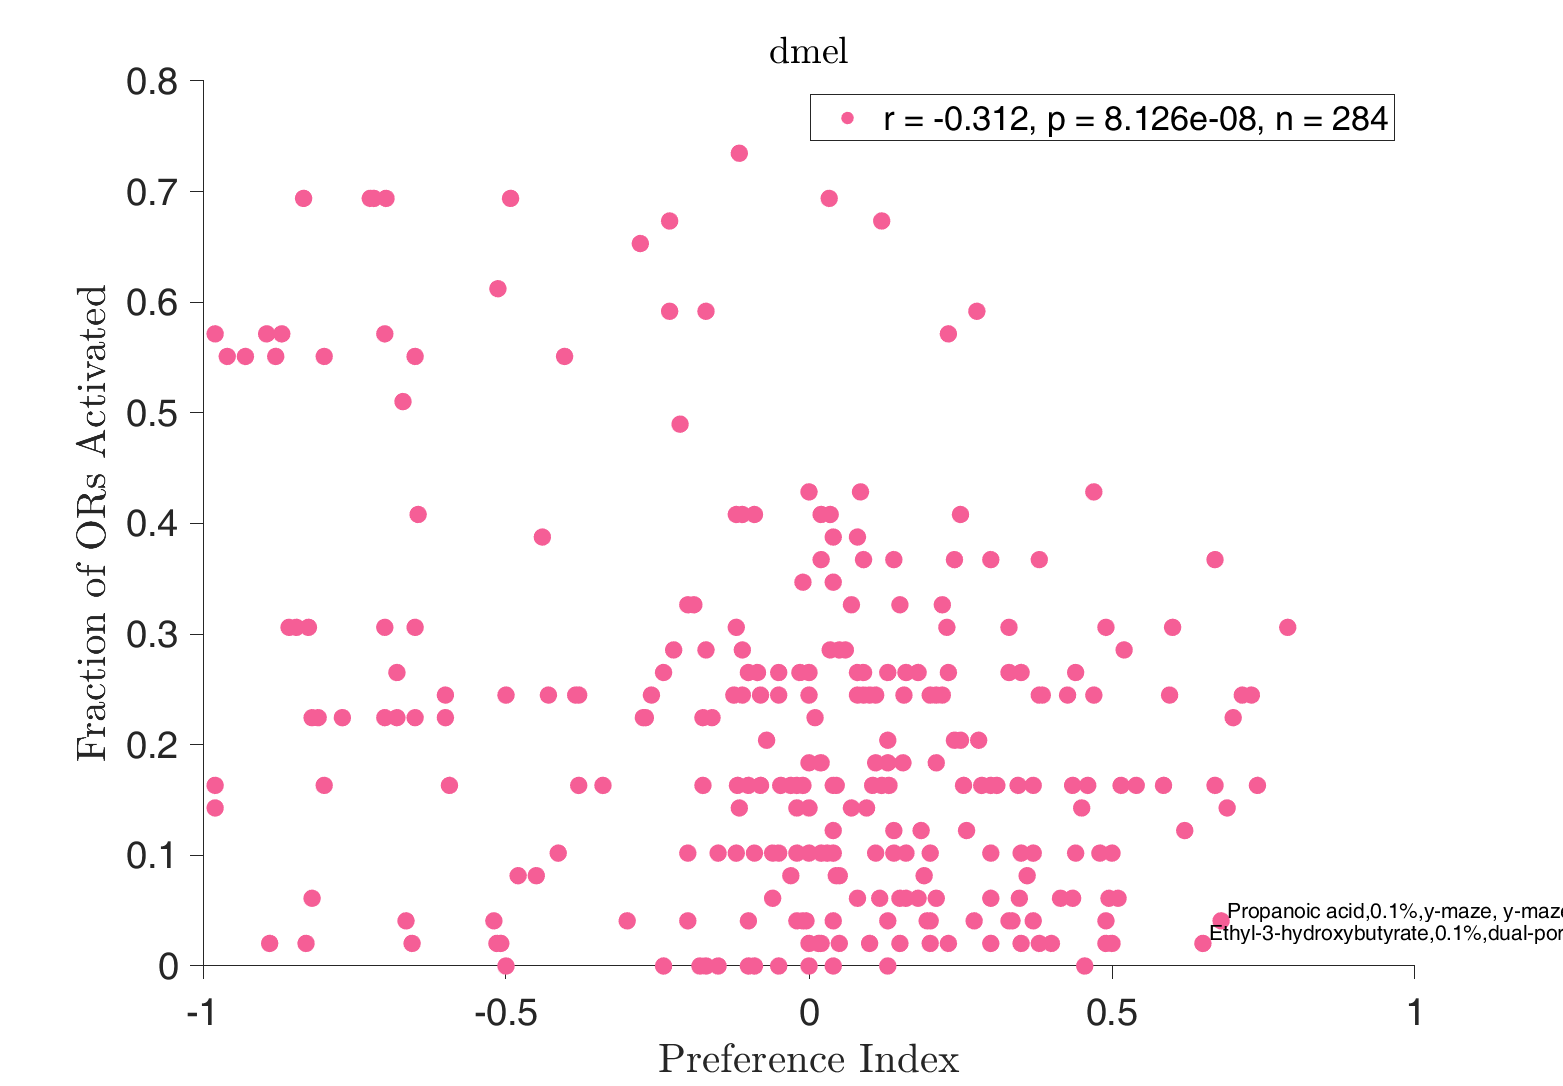 dmel
r = -0.312, p = 8.126e-08, n = 284
0.8
0.7
0.6
0.5
0.4
0.3
0.2
0.1
0
Fraction of ORs Activated
Propanoic acid,0.1%,y-maze, y-maze
Ethyl-3-hydroxybutyrate,0.1%,dual-por
-1
-0.5
0
0.5
1
Preference Index